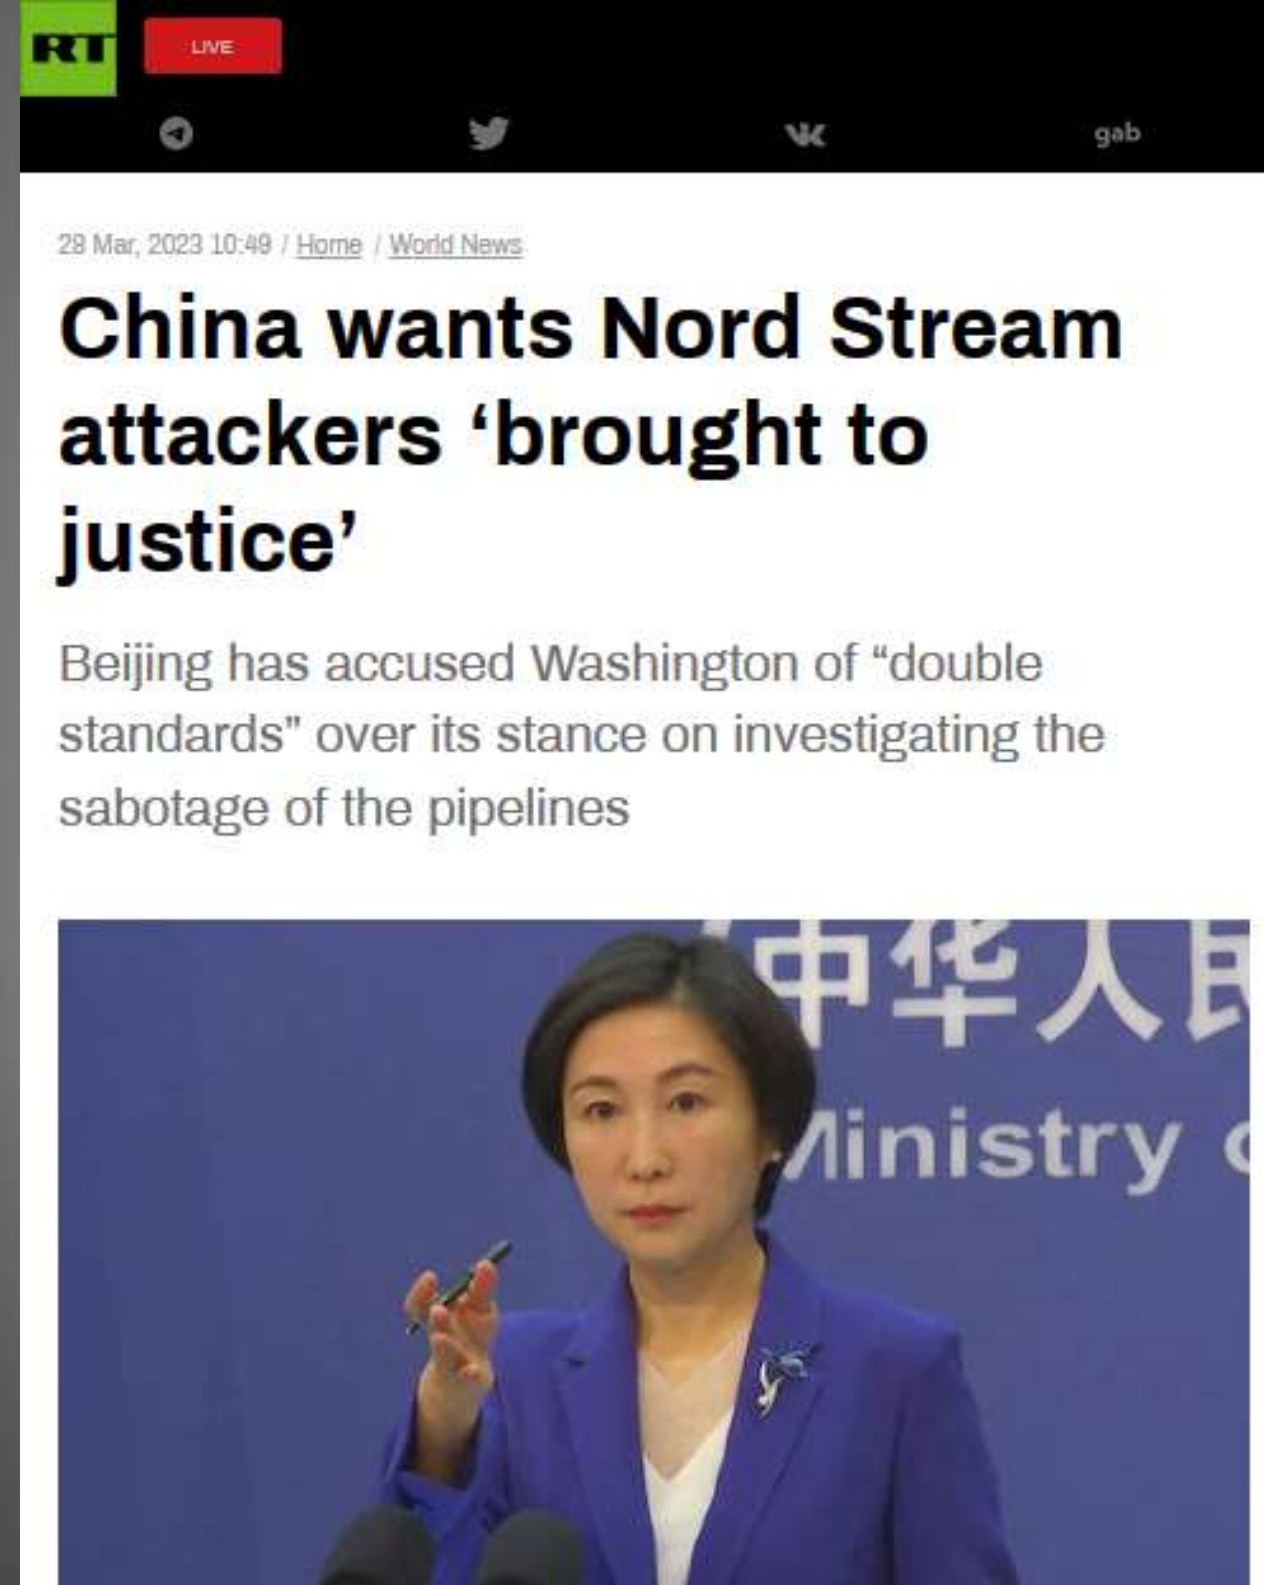 RT
LIVE
gab
28 Mar, 2023 10:49 / Home / World News
China wants Nord Stream
attackers ‘brought to
justice’
Beijing has accused Washington of “double
standards” over its stance on investigating the
sabotage of the pipelines
中华人民
Ministry